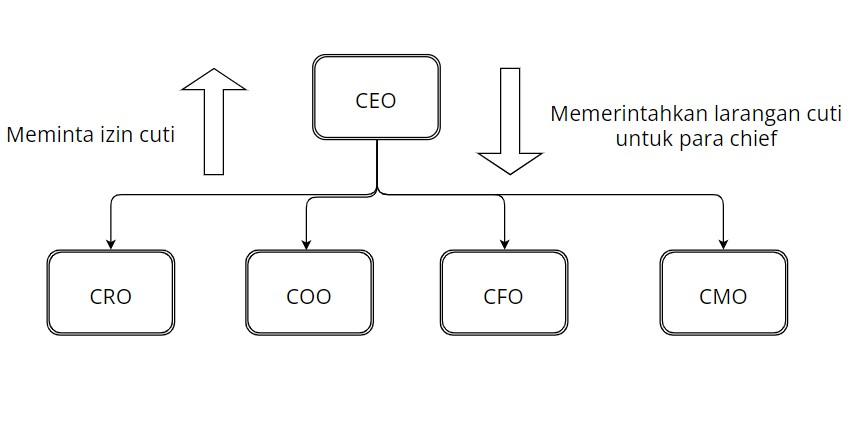 CEO
Meminta izin cuti
Memerintahkan larangan cuti
untuk para chief
CRO
COO
CFO
CMO